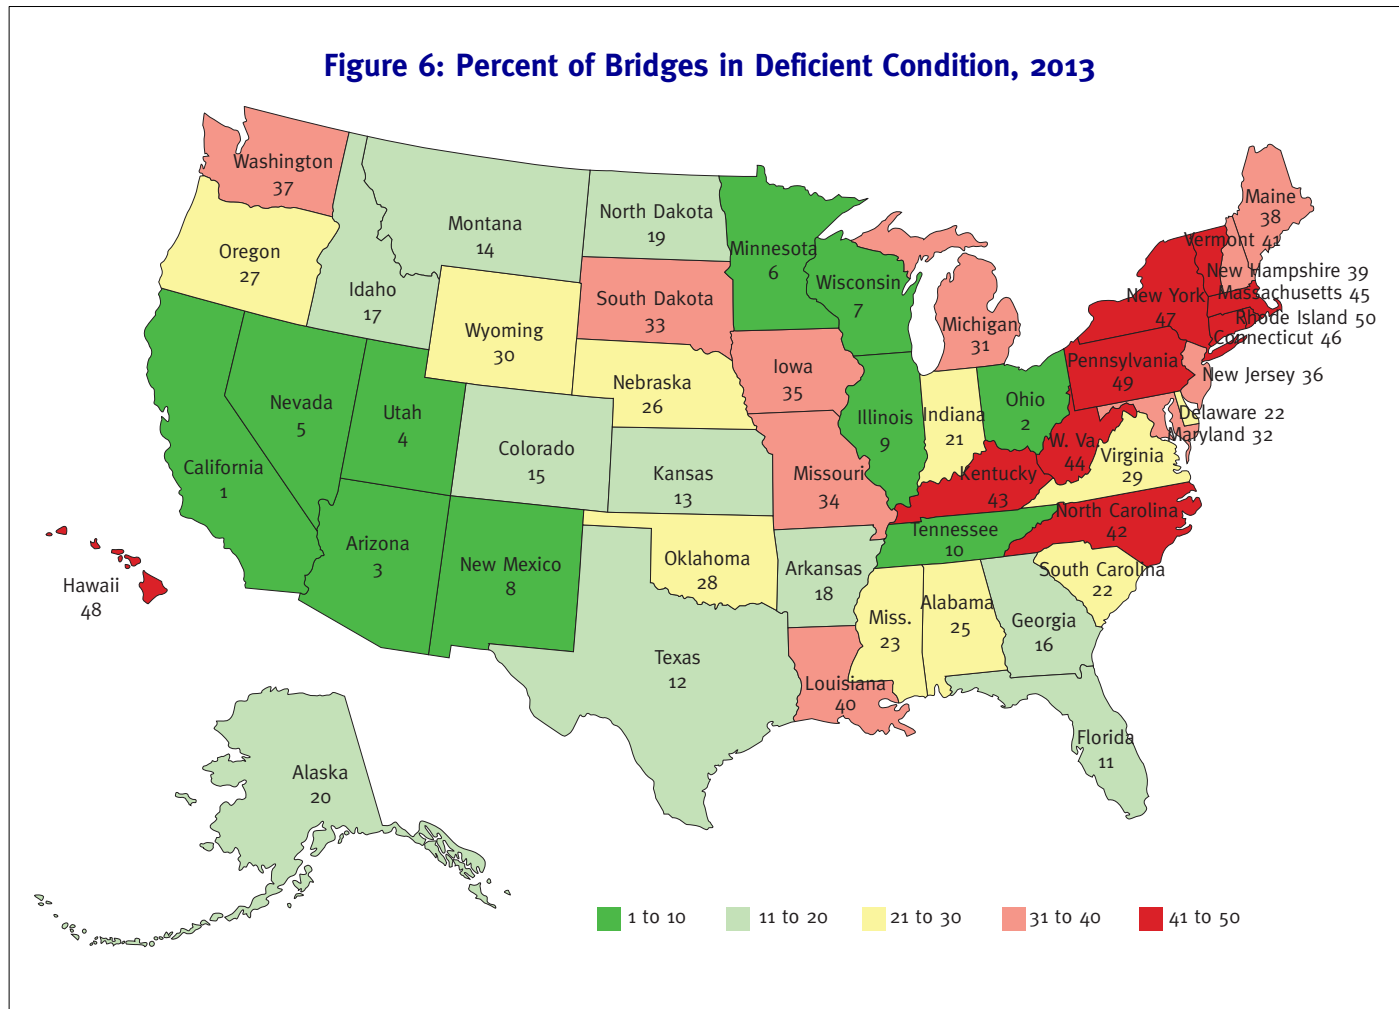 Figure 6: Percent of Bridges in Deficient Condition, 2013
Washington
37
Oregon
27
Idaho
17
Montana
14
North Dakota
19
Minnesota
6
Wisconsin
7
South Dakota
33
Wyoming
30
Michigan
31
Maine
38
Vermont 41
New Hampshire 39
Massachusetts 45
New York
47
Rhode Island 50
Connecticut 46
Pennsylvania
49
New Jersey 36
Delaware 22
Maryland 32
Nevada
5
Utah
4
California
1
Colorado
15
Nebraska
26
Iowa
35
Illinois
9
Indiana
21
Ohio
2
W. Va.
44
Virginia
29
Kansas
13
Missouri
34
Kentucky
43
North Carolina
42
Tennessee
10
Arizona
3
New Mexico
8
Oklahoma
28
Arkansas
18
South Carolina
22
Hawaii
48
Miss.
23
Alabama
25
Georgia
16
Texas
12
Louisiana
40
Florida
11
Alaska
20
1 to 10
11 to 20
21 to 30
31 to 40
41 to 50